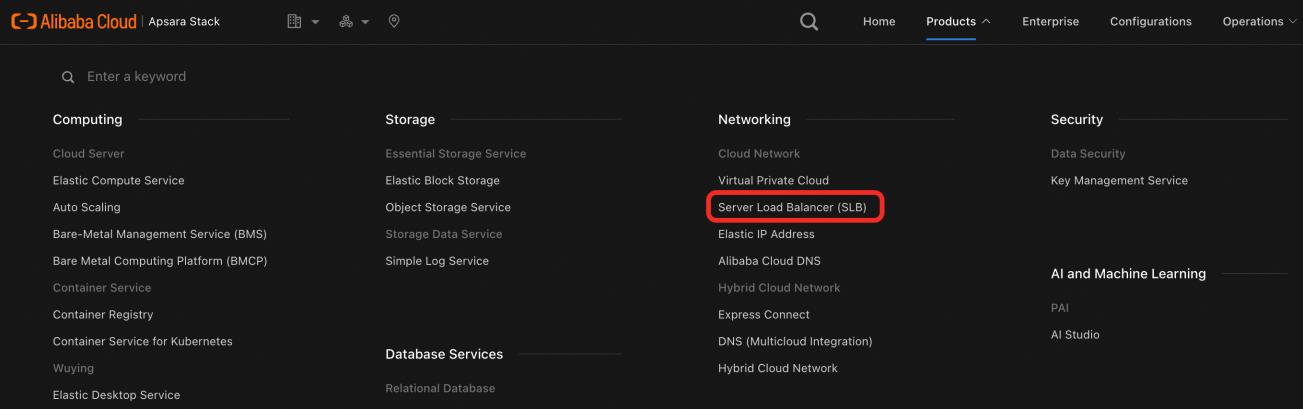 Alibaba Cloud | Apsara Stack
Home
Products
Enterprise
Configurations
Operations
Enter a keyword
Computing
Cloud Server
Elastic Compute Service
Auto Scaling
Bare-Metal Management Service (BMS)
Bare Metal Computing Platform (BMCP)
Container Service
Container Registry
Container Service for Kubernetes
Wuying
Elastic Desktop Service
Storage
Essential Storage Service
Elastic Block Storage
Object Storage Service
Storage Data Service
Simple Log Service
Database Services
Relational Database
Networking
Cloud Network
Virtual Private Cloud
Server Load Balancer (SLB)
Elastic IP Address
Alibaba Cloud DNS
Hybrid Cloud Network
Express Connect
DNS (Multicloud Integration)
Hybrid Cloud Network
Security
Data Security
Key Management Service
AI and Machine Learning
PAI
AI Studio